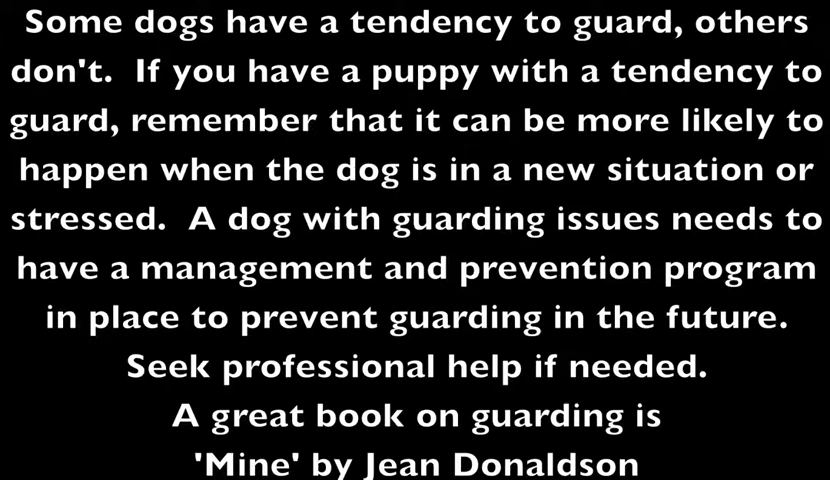 Some dogs have a tendency to guard, others
don't.  If you have a puppy with a tendency to
guard, remember that it can be more likely to
happen when the dog is in a new situation or
stressed.  A dog with guarding issues needs to
have a management and prevention program
in place to prevent guarding in the future.
Seek professional help if needed.
A great book on guarding is
'Mine' by Jean Donaldson